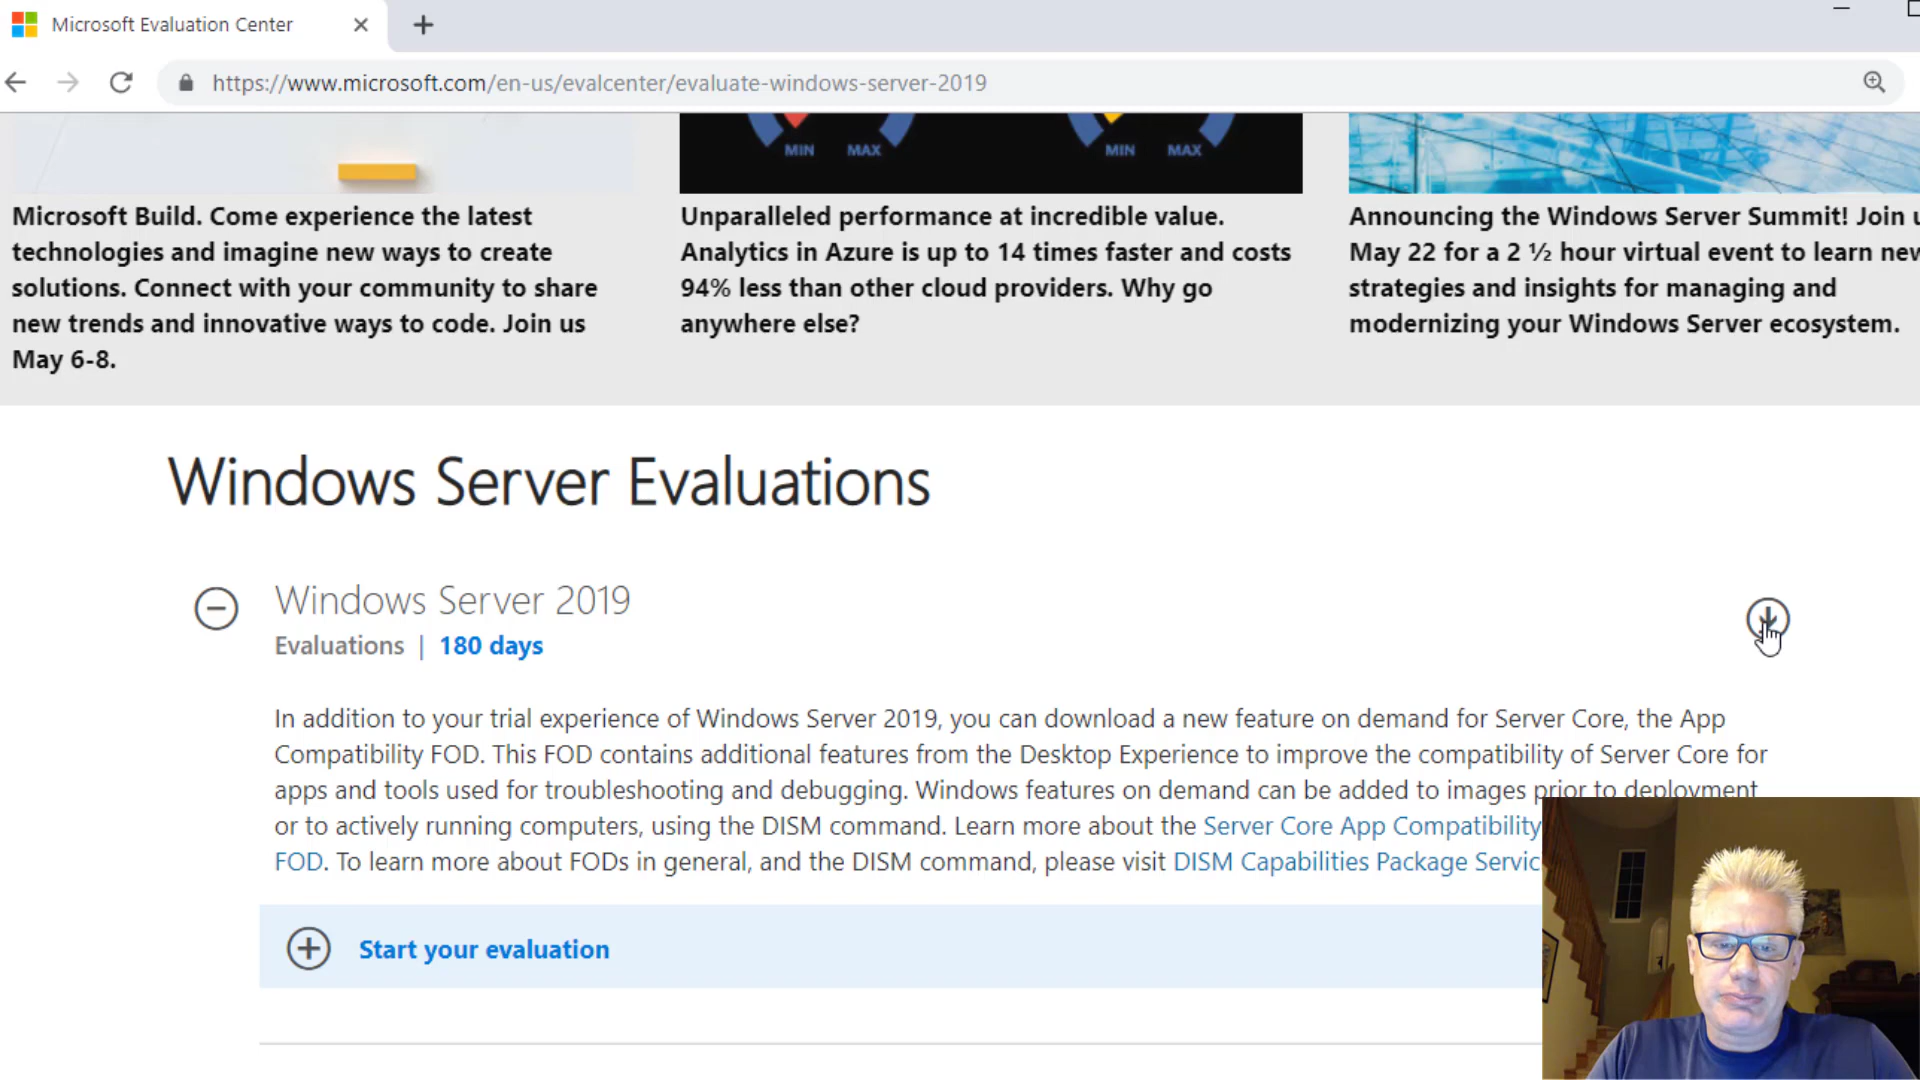 Microsoft Evaluation Center
https://www.microsoft.com/en-us/evalcenter/evaluate-windows-server-2019
MIN MAX
MIN MAX
Microsoft Build. Come experience the latest
technologies and imagine new ways to create
solutions. Connect with your community to share
new trends and innovative ways to code. Join us
May 6-8.
Unparalleled performance at incredible value.
Analytics in Azure is up to 14 times faster and costs
94% less than other cloud providers. Why go
anywhere else?
Announcing the Windows Server Summit! Join
May 22 for a 2 ½ hour virtual event to learn
strategies and insights for managing and
modernizing your Windows Server ecosystem.
Windows Server Evaluations
Windows Server 2019
Evaluations | 180 days
In addition to your trial experience of Windows Server 2019, you can download a new feature on demand for Server Core, the App
Compatibility FOD. This FOD contains additional features from the Desktop Experience to improve the compatibility of Server Core for
apps and tools used for troubleshooting and debugging. Windows features on demand can be added to images prior to deployment
or to actively running computers, using the DISM command. Learn more about the Server Core App Compatibility
FOD. To learn more about FODs in general, and the DISM command, please visit DISM Capabilities Package
Start your evaluation